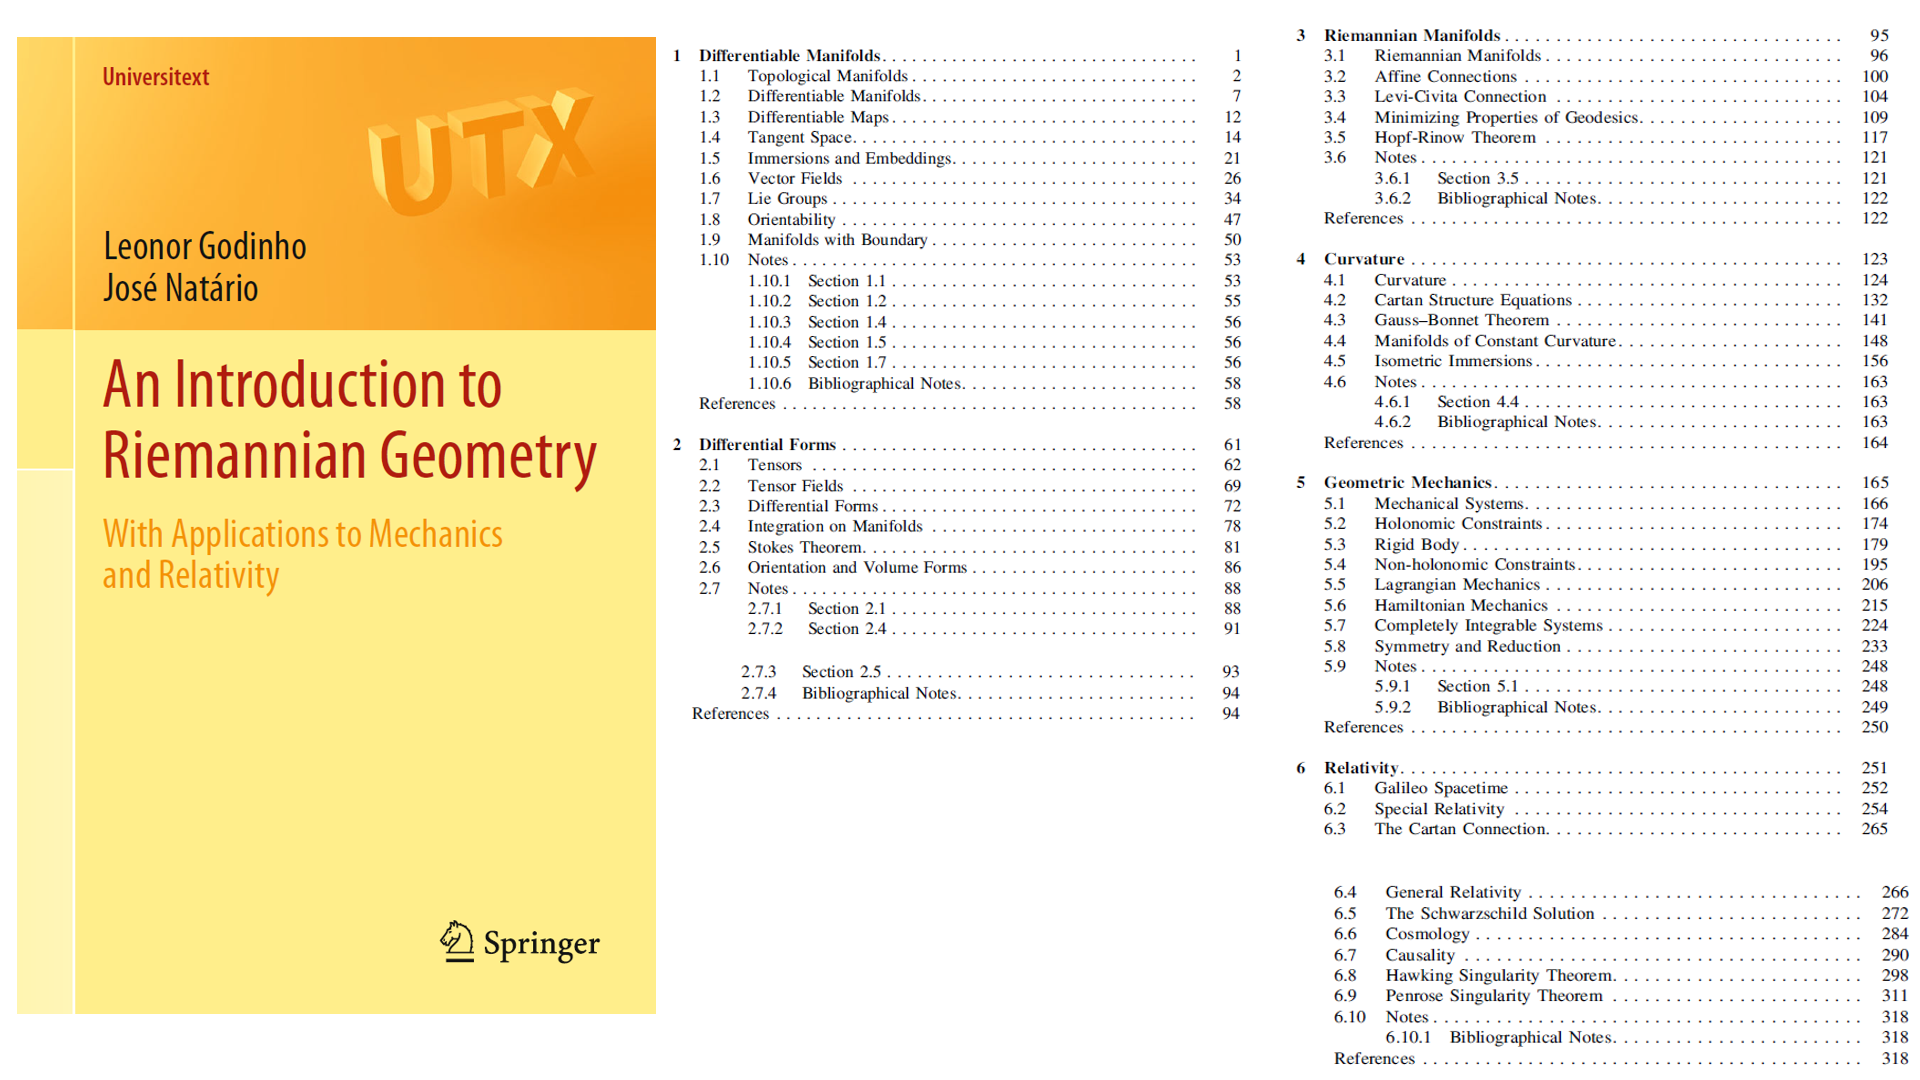 Universitext
UTX
Leonor Godinho
José Natário
An Introduction to
Riemannian Geometry
With Applications to Mechanics
and Relativity
Springer
1 Differentiable Manifolds 1
1.1 Topological Manifolds 2
1.2 Differentiable Manifolds 7
1.3 Differentiable Maps 12
1.4 Tangent Space 14
1.5 Immersions and Embeddings 21
1.6 Vector Fields 26
1.7 Lie Groups 34
1.8 Orientability 47
1.9 Manifolds with Boundary 50
1.10 Notes 53
1.10.1 Section 1.1 53
1.10.2 Section 1.2 55
1.10.3 Section 1.4 56
1.10.4 Section 1.5 56
1.10.5 Section 1.7 56
1.10.6 Bibliographical Notes 58
References 58
2 Differential Forms 61
2.1 Tensors 62
2.2 Tensor Fields 69
2.3 Differential Forms 72
2.4 Integration on Manifolds 78
2.5 Stokes Theorem 81
2.6 Orientation and Volume Forms 86
2.7 Notes 88
2.7.1 Section 2.1 88
2.7.2 Section 2.4 91
2.7.3 Section 2.5 93
2.7.4 Bibliographical Notes 94
References 94
3 Riemannian Manifolds 95
3.1 Riemannian Manifolds 96
3.2 Affine Connections 100
3.3 Levi-Civita Connection 104
3.4 Minimizing Properties of Geodesics 109
3.5 Hopf-Rinow Theorem 117
3.6 Notes 121
3.6.1 Section 3.5 121
3.6.2 Bibliographical Notes 122
References 122
4 Curvature 123
4.1 Curvature 124
4.2 Cartan Structure Equations 132
4.3 Gauss–Bonnet Theorem 141
4.4 Manifolds of Constant Curvature 148
4.5 Isometric Immersions 156
4.6 Notes 163
4.6.1 Section 4.4 163
4.6.2 Bibliographical Notes 163
References 164
5 Geometric Mechanics 165
5.1 Mechanical Systems 166
5.2 Holonomic Constraints 174
5.3 Rigid Body 179
5.4 Non-holonomic Constraints 195
5.5 Lagrangian Mechanics 206
5.6 Hamiltonian Mechanics 215
5.7 Completely Integrable Systems 224
5.8 Symmetry and Reduction 233
5.9 Notes 248
5.9.1 Section 5.1 248
5.9.2 Bibliographical Notes 249
References 250
6 Relativity 251
6.1 Galileo Spacetime 252
6.2 Special Relativity 254
6.3 The Cartan Connection 265
6.4 General Relativity 266
6.5 The Schwarzschild Solution 272
6.6 Cosmology 284
6.7 Causality 290
6.8 Hawking Singularity Theorem 298
6.9 Penrose Singularity Theorem 311
6.10 Notes 318
6.10.1 Bibliographical Notes 318
References 318